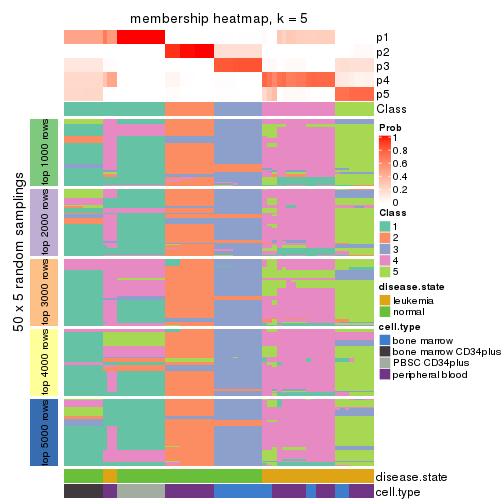 membership heatmap, k = 5
p1
p2
p3
p4
p5
Class
50 x 5 random samplings
top 1000 rows
top 2000 rows
top 3000 rows
top 4000 rows
top 5000 rows
disease.state
cell.type
Prob
1
0.8
0.6
0.4
0.2
0
Class
1
2
3
4
5
disease.state
leukemia
normal
cell.type
bone marrow
bone marrow CD34plus
PBSC CD34plus
peripheral blood